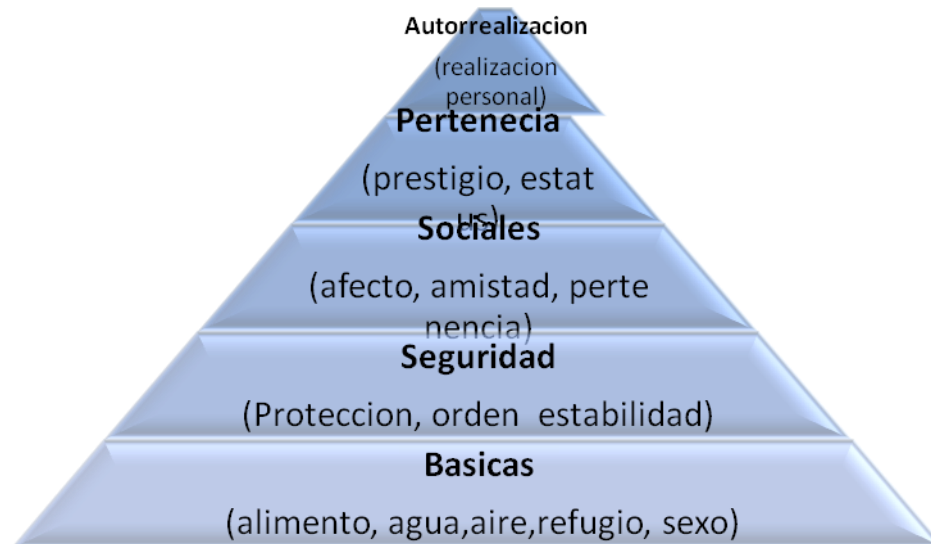 Autorrealizacion
(realizacion
personal)
Pertenecia
(prestigio, estat
us)
Sociales
(afecto, amistad, perte
nencia)
Seguridad
(Proteccion, orden  estabilidad)
Basicas
(alimento, agua,aire,refugio, sexo)